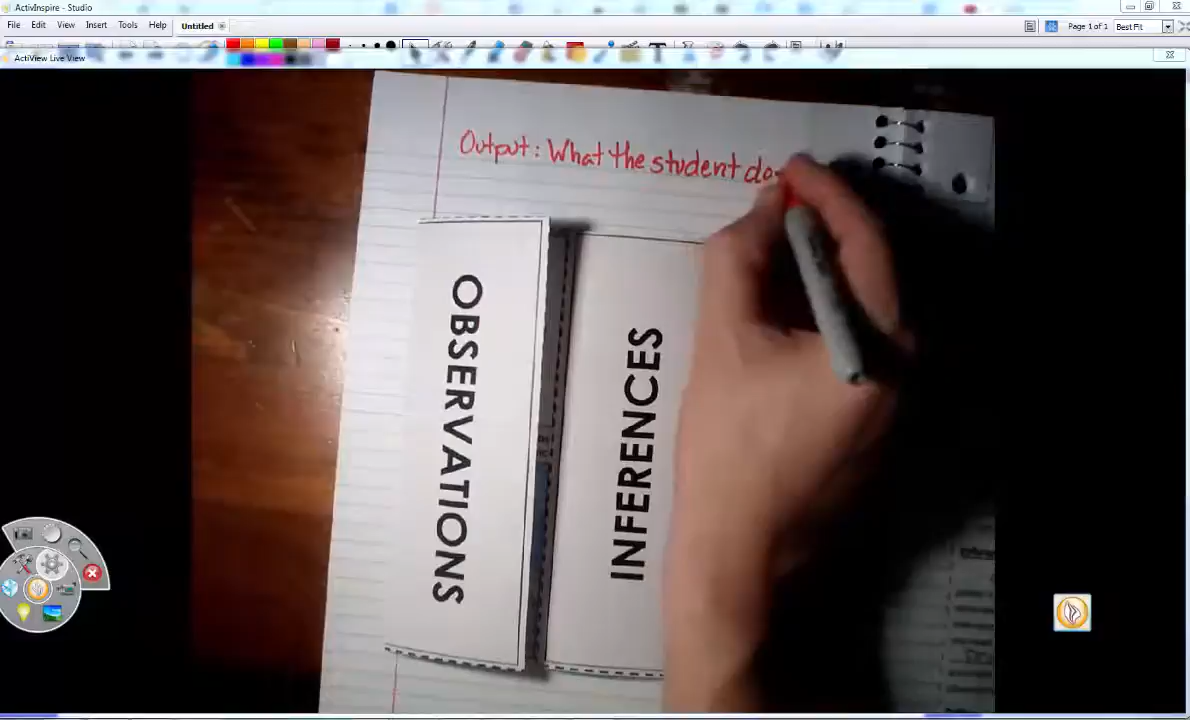 ActivInspire - Studio
File Edit View Insert Tools Help Untitled Page 1 of 1 Best Fit
ActiView Live View
Output: What the student do
OBSERVATIONS
INFERENCES